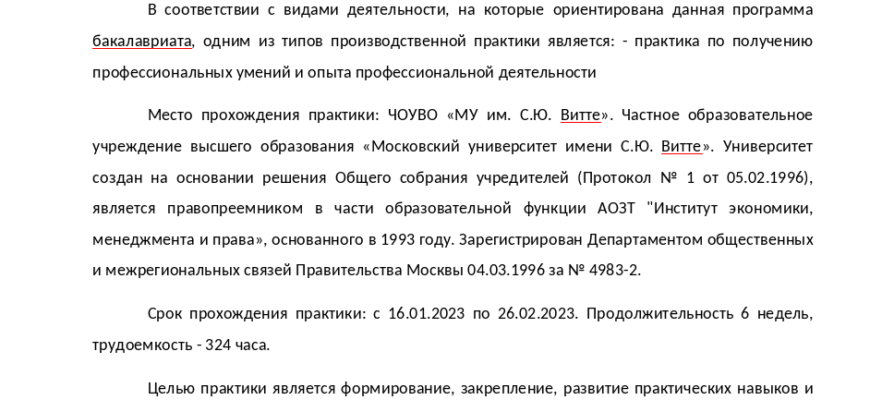 В соответствии с видами деятельности, на которые ориентирована данная программа
бакалавриата, одним из типов производственной практики является: - практика по получению
профессиональных умений и опыта профессиональной деятельности
Место прохождения практики: ЧОУВО «МУ им. С.Ю. Витте». Частное образовательное
учреждение высшего образования «Московский университет имени С.Ю. Витте». Университет
создан на основании решения Общего собрания учредителей (Протокол № 1 от 05.02.1996),
является правопреемником в части образовательной функции АОЗТ "Институт экономики,
менеджмента и права», основанного в 1993 году. Зарегистрирован Департаментом общественных
и межрегиональных связей Правительства Москвы 04.03.1996 за № 4983-2.
Срок прохождения практики: с 16.01.2023 по 26.02.2023. Продолжительность 6 недель,
трудоемкость - 324 часа.
Целью практики является формирование, закрепление, развитие практических навыков и